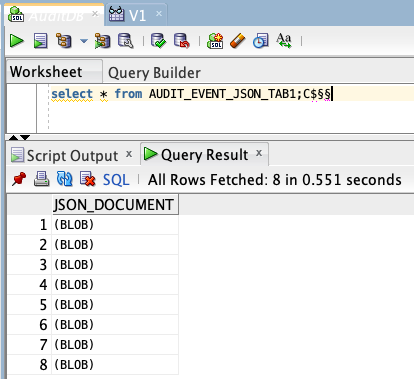 AuditDB V1
Worksheet Query Builder
select * from AUDIT_EVENT_JSON_TAB1;C$§§
Script Output x Query Result x
SQL All Rows Fetched: 8 in 0.551 seconds
JSON_DOCUMENT
1 (BLOB)
2 (BLOB)
3 (BLOB)
4 (BLOB)
5 (BLOB)
6 (BLOB)
7 (BLOB)
8 (BLOB)